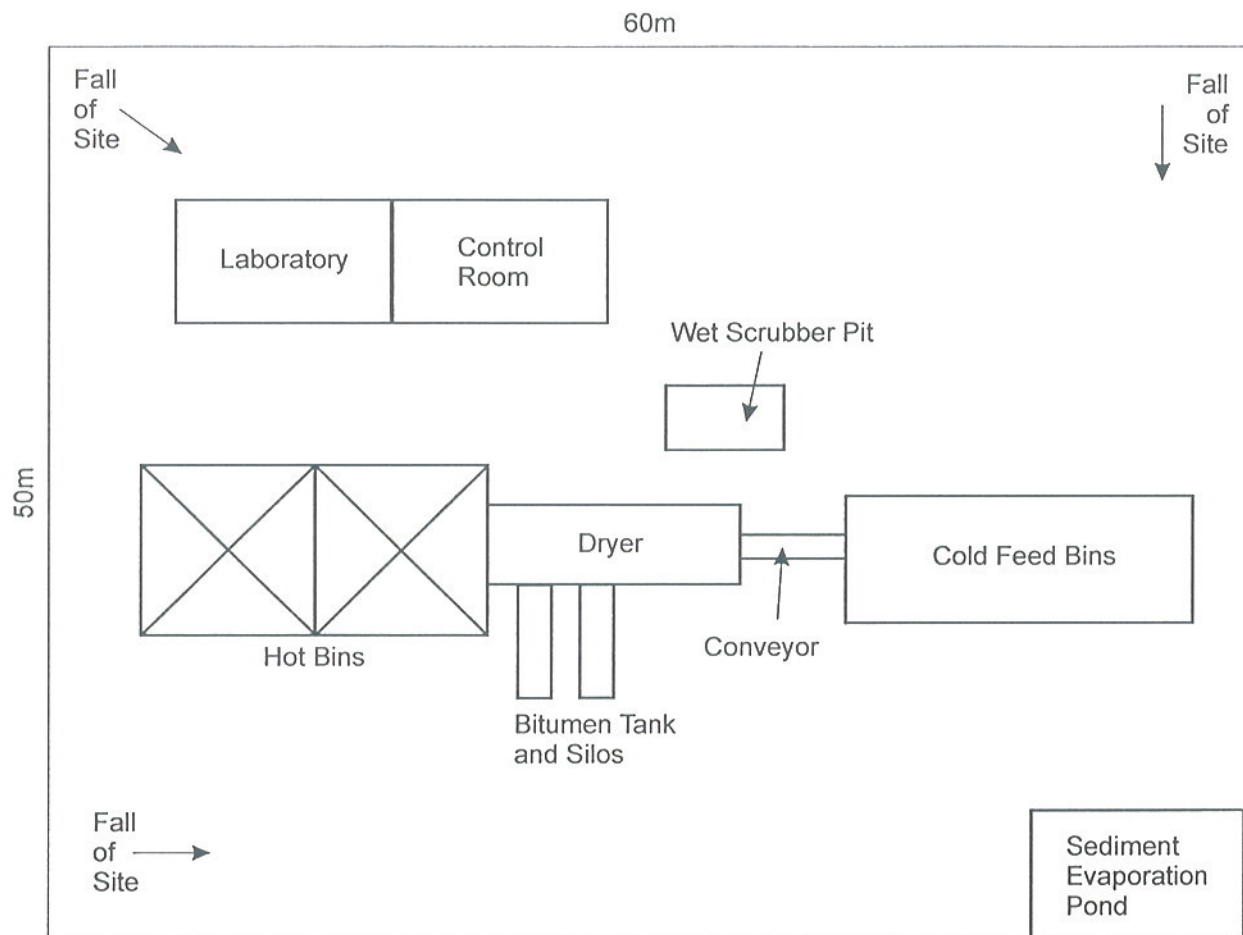 60m
Fall
of
Site
Fall
of
Site
Laboratory
Control
Room
Wet Scrubber Pit
50m
Dryer
Cold Feed Bins
Hot Bins
Conveyor
Bitumen Tank
and Silos
Fall
of
Site
Sediment
Evaporation
Pond